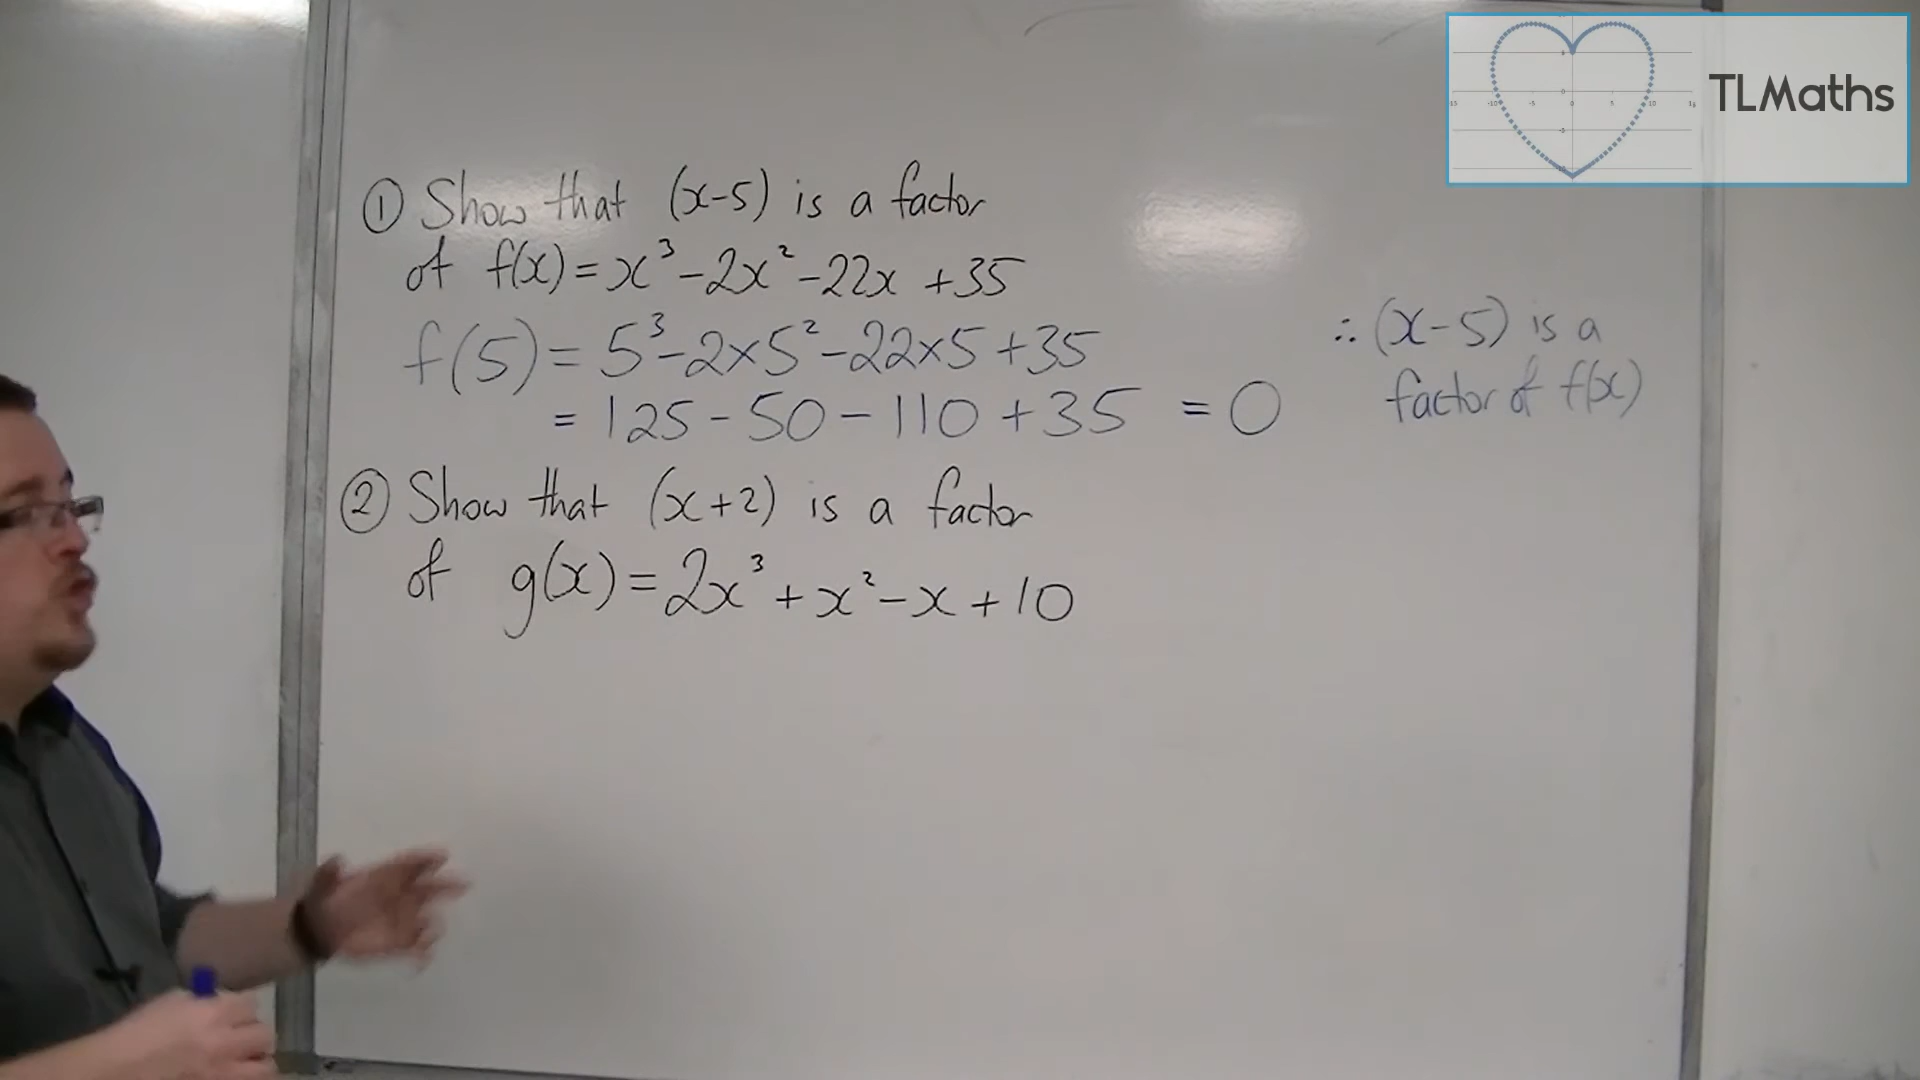 TLMaths
① Show that (x-5) is a factor
of f(x) = x³ - 2x² - 22x + 35
f(5) = 5³ - 2×5² - 22×5 + 35
= 125 - 50 - 110 + 35 = 0
∴ (x-5) is a
factor of f(x)
② Show that (x+2) is a factor
of g(x) = 2x³ + x² - x + 10